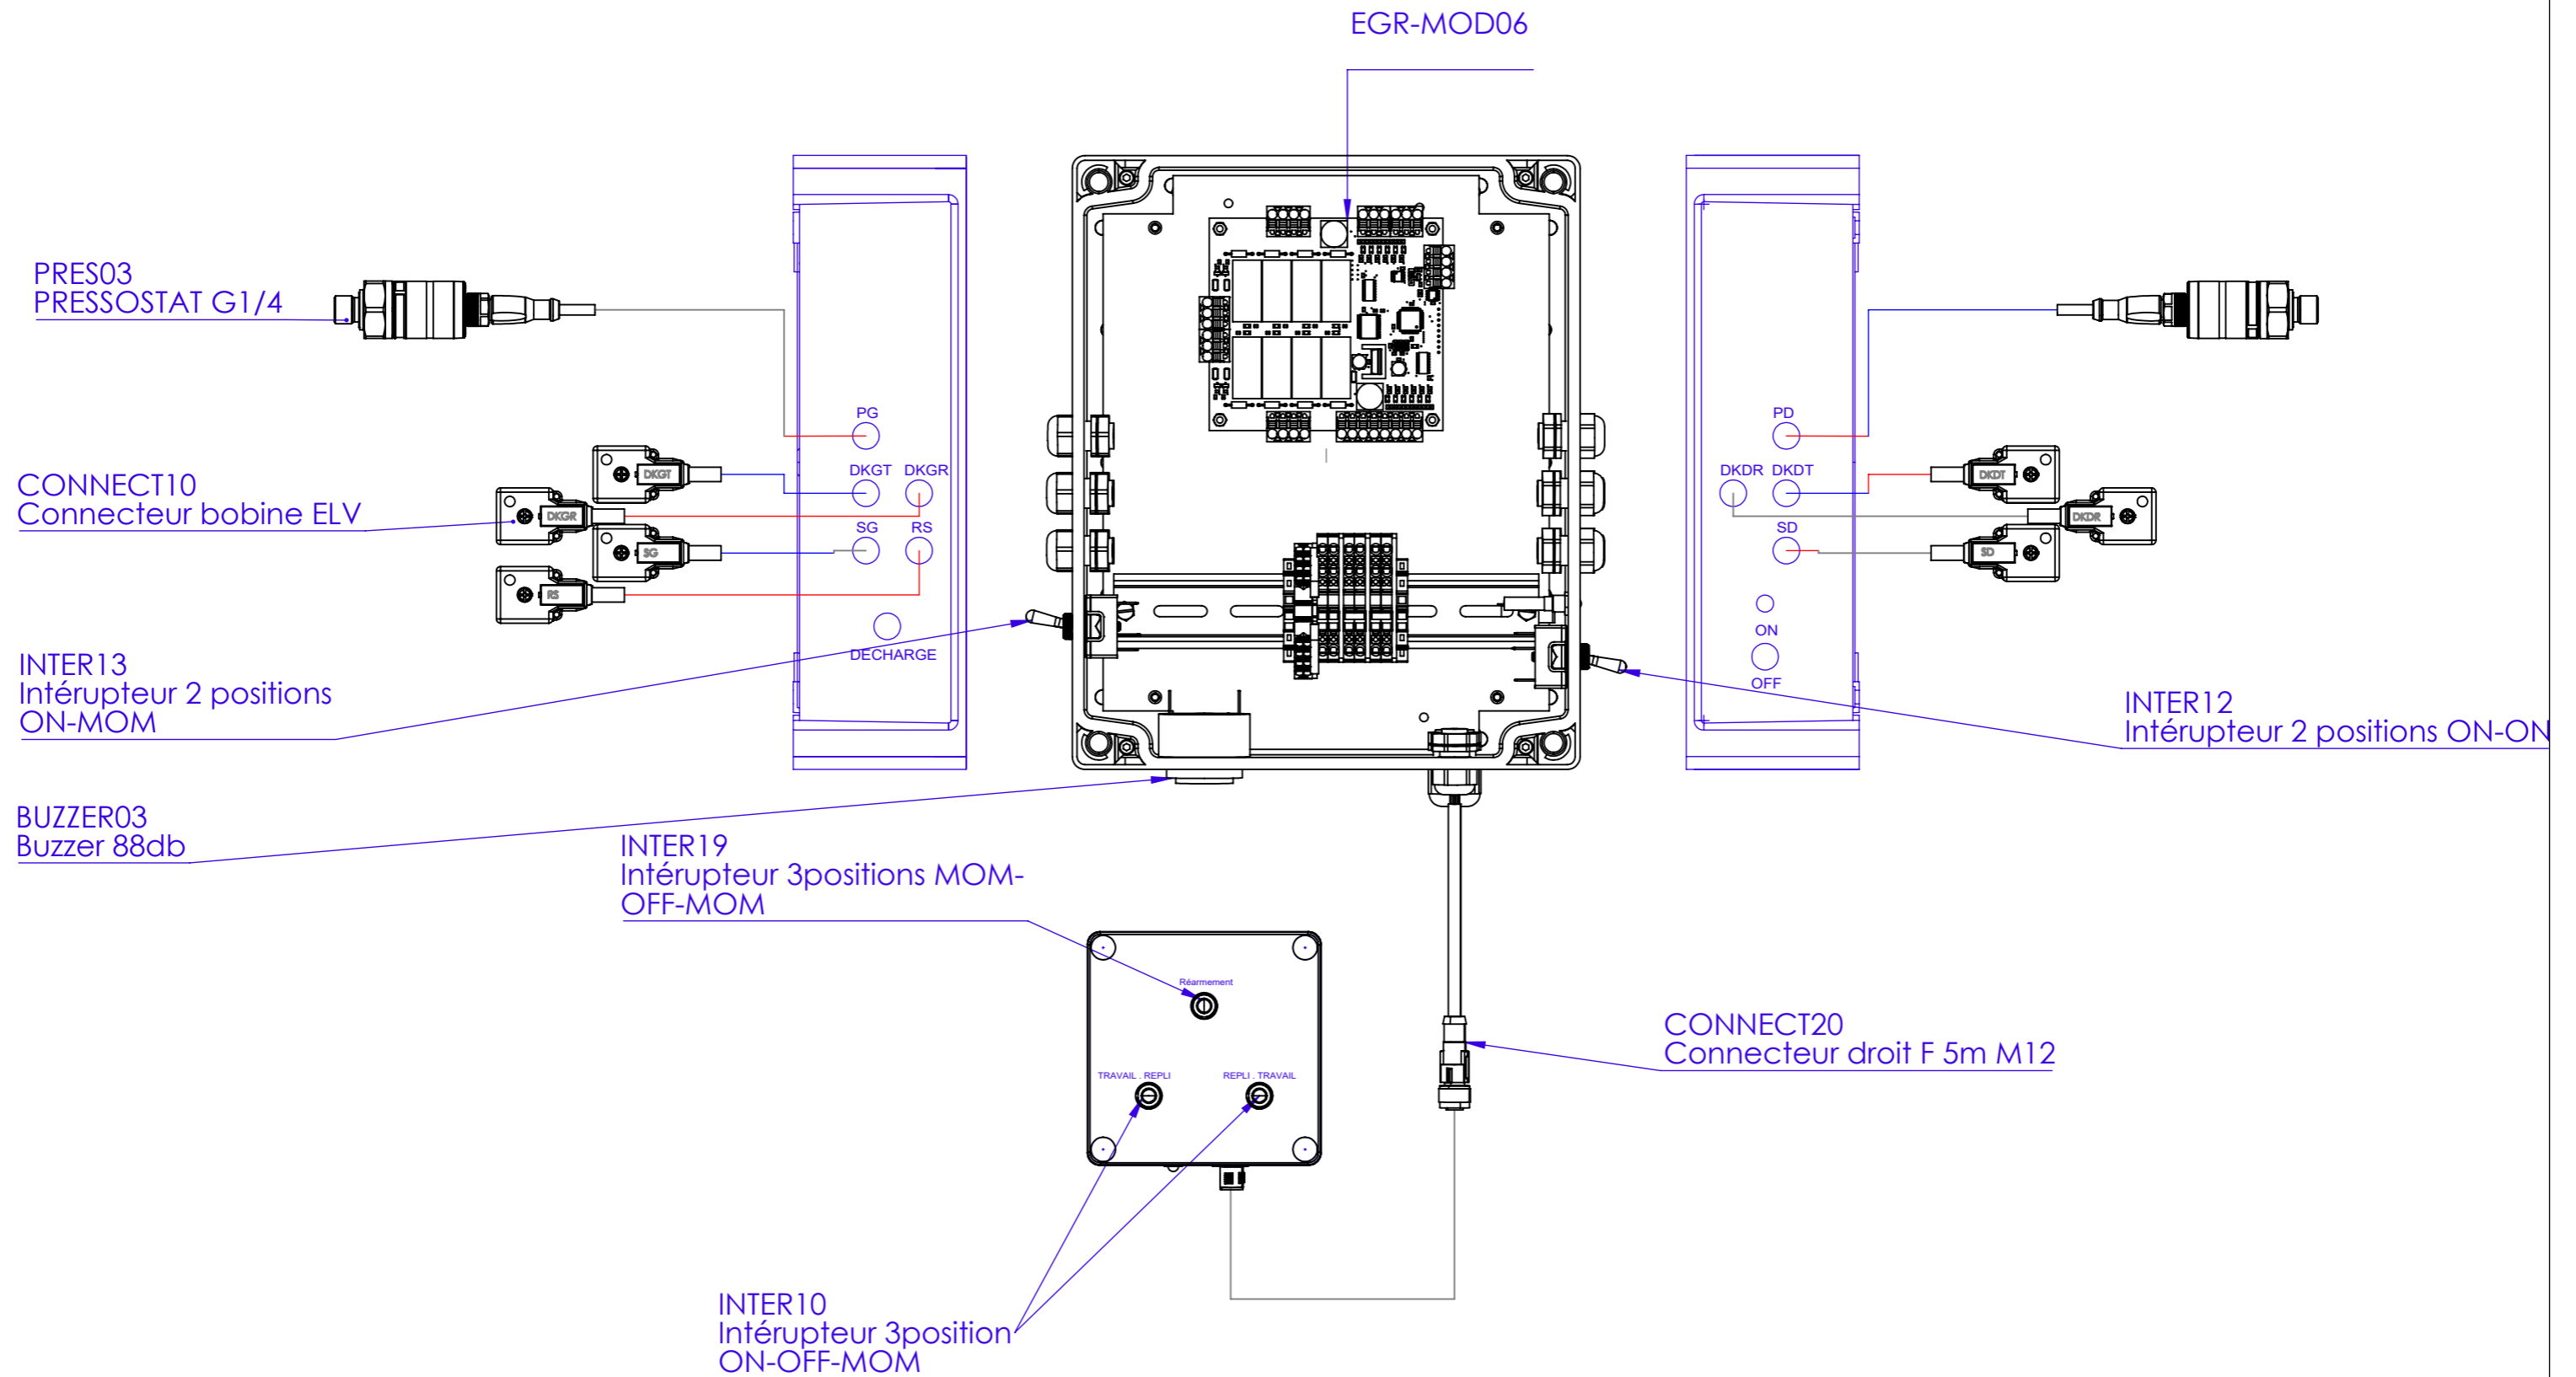 EGR-MOD06
PRES03
PRESSOSTAT G1/4
PG
PD
DKGT DKGR
DKDR DKDT
DKGT
DKDT
CONNECT10
Connecteur bobine ELV
DKGR
DKDR
SG RS
SD
SG
SD
RS
ON
OFF
DECHARGE
INTER13
Intérupteur 2 positions
ON-MOM
INTER12
Intérupteur 2 positions ON-ON
BUZZER03
Buzzer 88db
INTER19
Intérupteur 3positions MOM-
OFF-MOM
Réarmement
TRAVAIL . REPLI
REPLI . TRAVAIL
CONNECT20
Connecteur droit F 5m M12
INTER10
Intérupteur 3position
ON-OFF-MOM